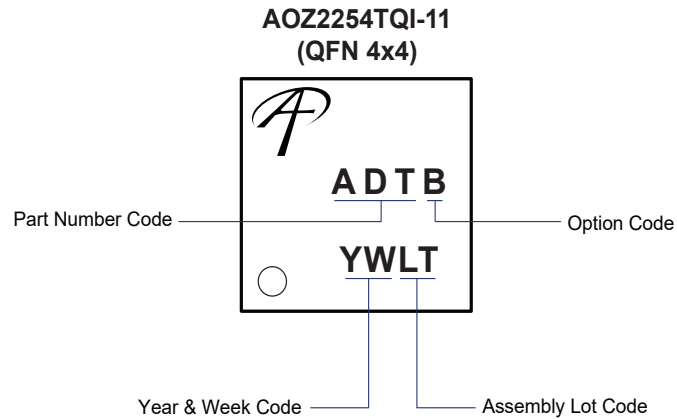 AOZ2254TQI-11
(QFN 4x4)
ADTB
Part Number Code
Option Code
YWLT
Year & Week Code
Assembly Lot Code